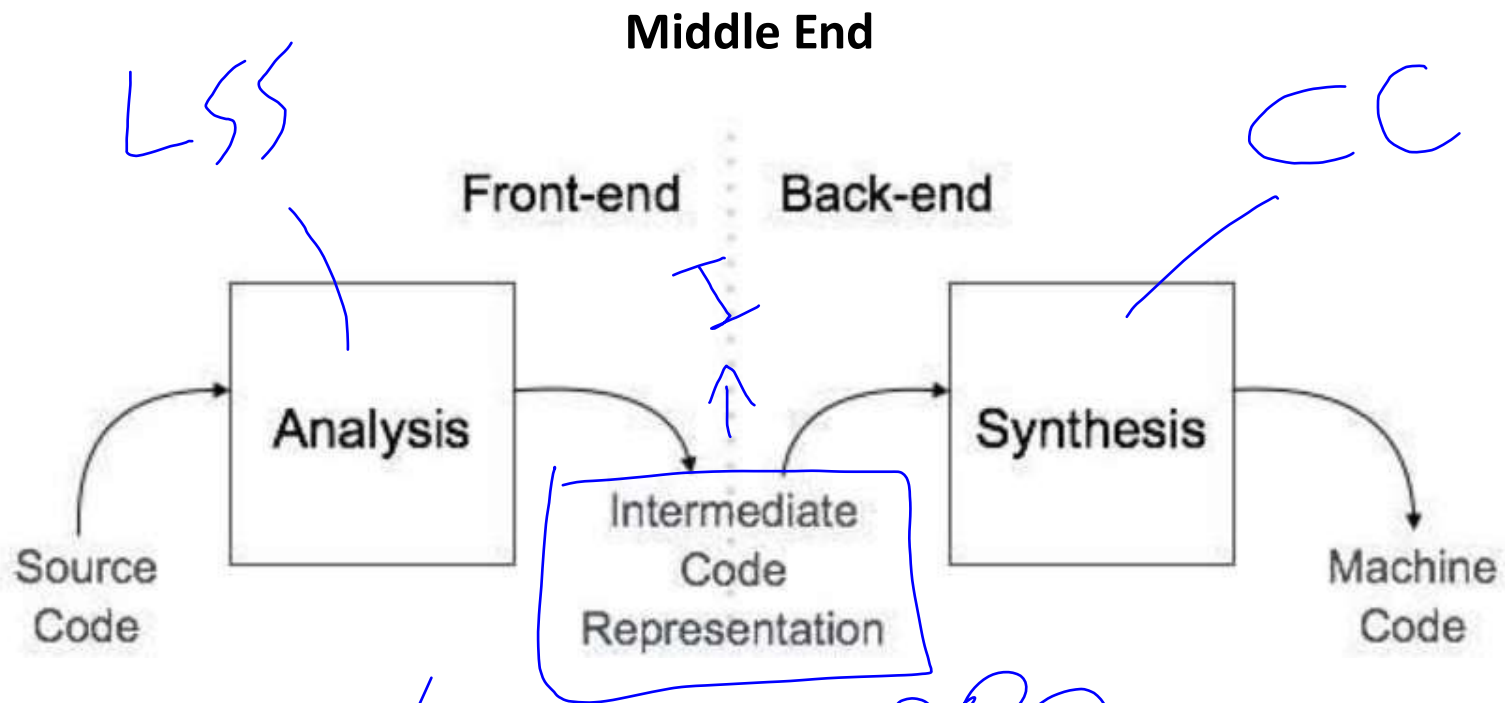 Middle End
LSS
CC
Front-end
Back-end
I
Analysis
Synthesis
Source
Code
Intermediate
Code
Representation
Machine
Code